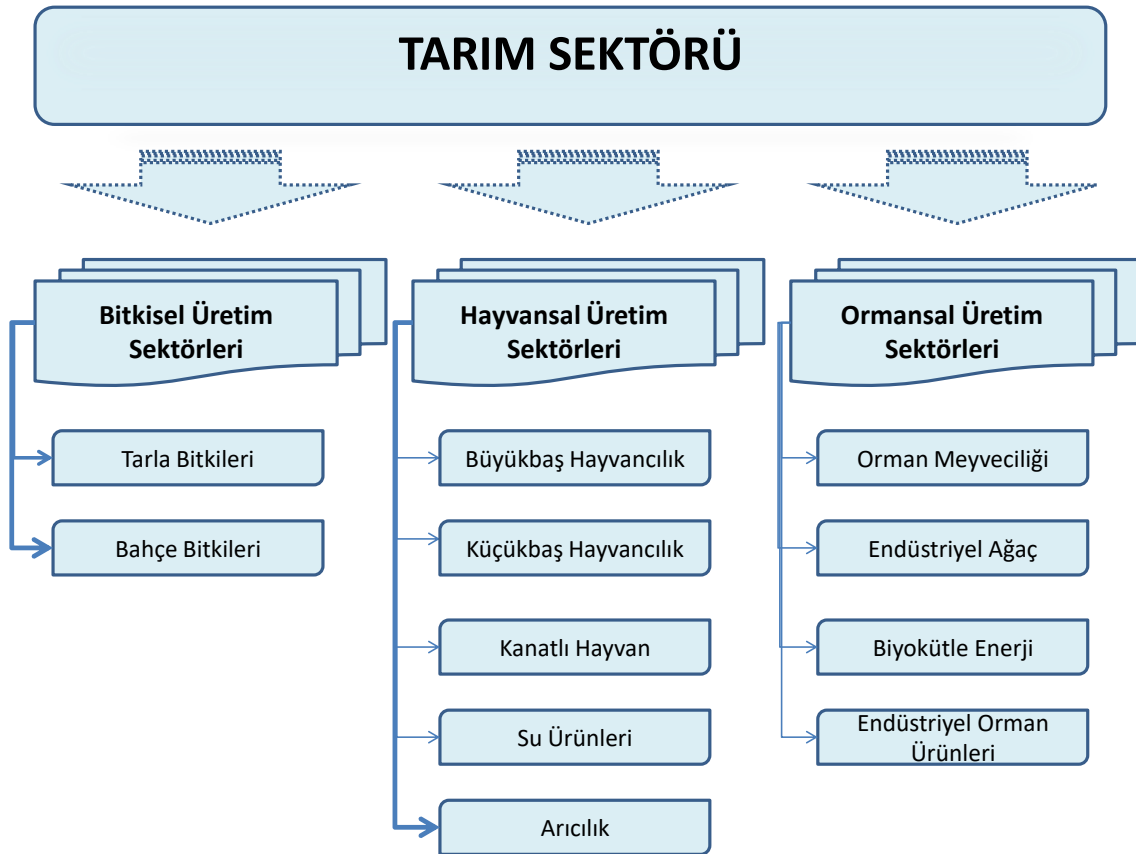 TARIM SEKTÖRÜ
Bitkisel Üretim
Sektörleri
Tarla Bitkileri
Bahçe Bitkileri
Hayvansal Üretim
Sektörleri
Büyükbaş Hayvancılık
Küçükbaş Hayvancılık
Kanatlı Hayvan
Su Ürünleri
Arıcılık
Ormansal Üretim
Sektörleri
Orman Meyveciliği
Endüstriyel Ağaç
Biyokütle Enerji
Endüstriyel Orman
Ürünleri